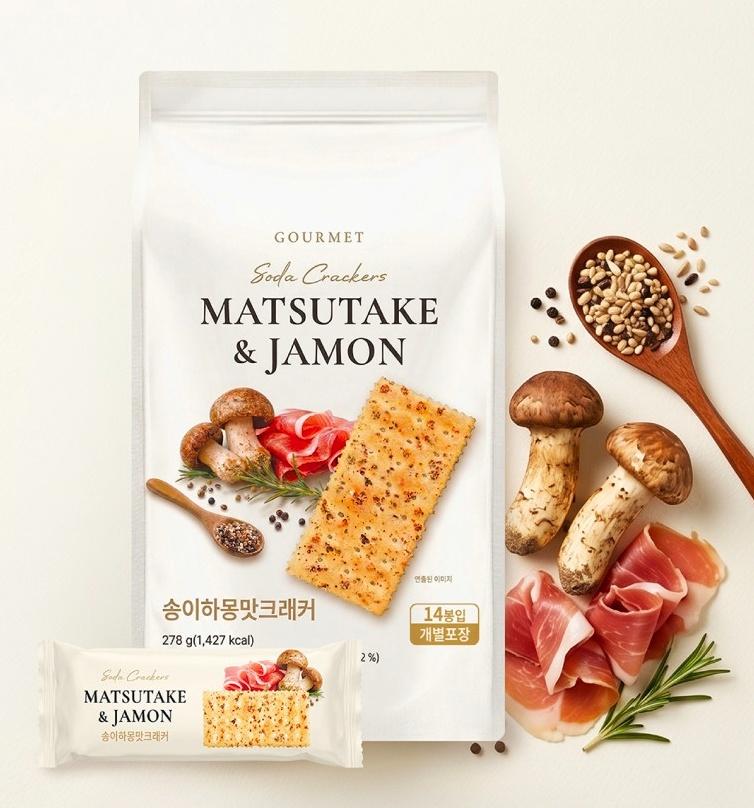 GOURMET
Soda Crackers
MATSUTAKE
& JAMON
연출된 이미지
송이하몽맛크래커
14봉입
개별포장
278 g(1,427 kcal)
2 %)
Soda Crackers
MATSUTAKE
& JAMON
송이하몽맛크래커